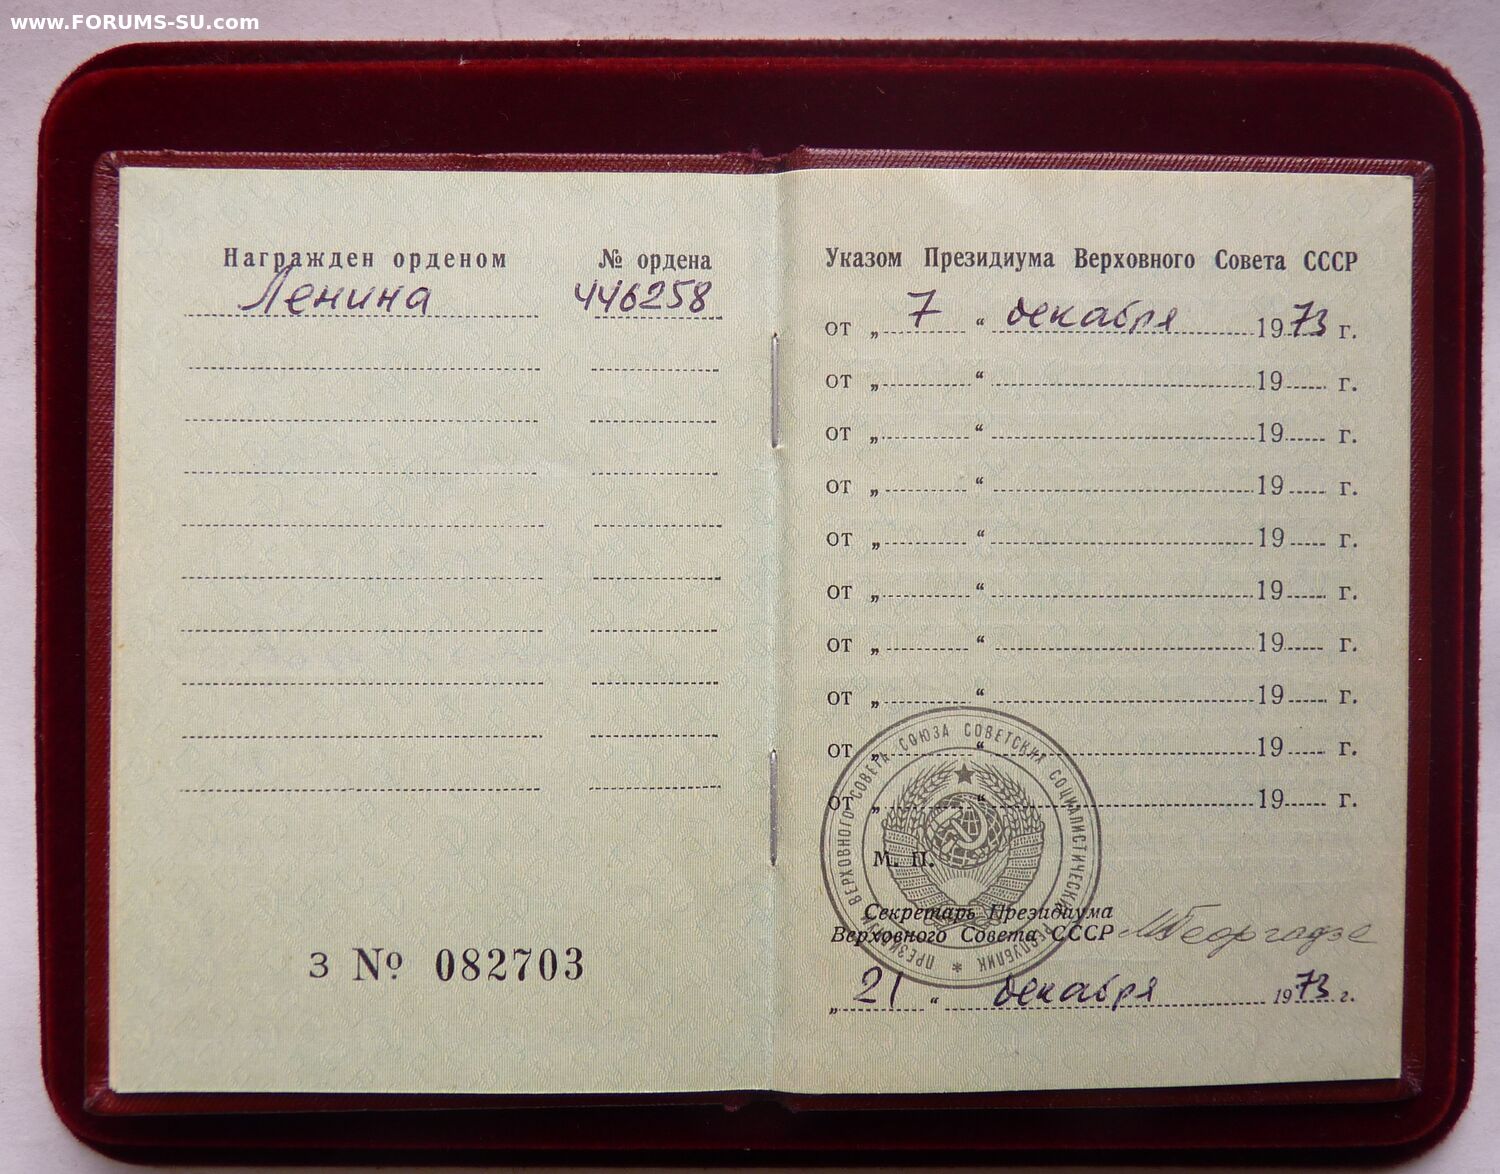 www.FORUMS-SU.com
Награжден орденом № ордена
Ленина 446258
З № 082703
Указом Президиума Верховного Совета СССР
от „ 7 “ декабря 1973 г.
от „ “ 19 г.
от „ “ 19 г.
от „ “ 19 г.
от „ “ 19 г.
от „ “ 19 г.
от „ “ 19 г.
от „ “ 19 г.
от „ “ 19 г.
от „ “ 19 г.
ПРЕЗИДИУМ ВЕРХОВНОГО СОВЕТА СОЮЗА СОВЕТСКИХ СОЦИАЛИСТИЧЕСКИХ РЕСПУБЛИК *
М. П.
Секретарь Президиума
Верховного Совета СССР МГеоргадзе
„ 21 “ декабря 1973 г.